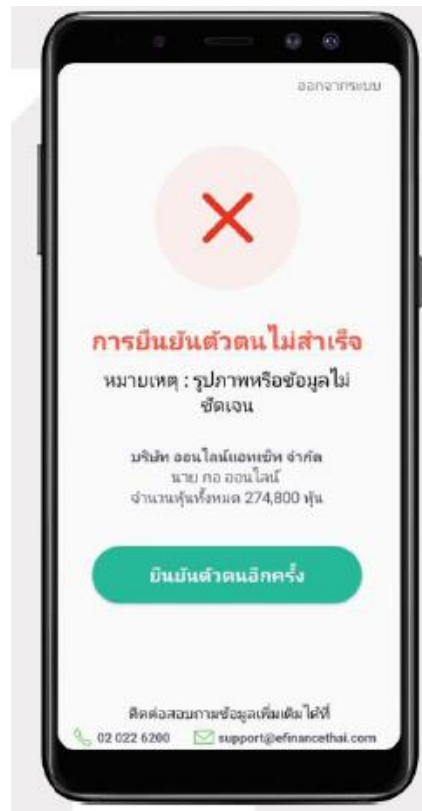 ออกจากระบบ
การยืนยันตัวตนไม่สำเร็จ
หมายเหตุ : รูปภาพหรือข้อมูลไม่
ชัดเจน
บริษัท ออนไลน์แอทเซ็ท จำกัด
นาย กอ ออนไลน์
จำนวนหุ้นทั้งหมด 274,800 หุ้น
ยืนยันตัวตนอีกครั้ง
ติดต่อสอบถามข้อมูลเพิ่มเติมได้ที่
02 022 6200 support@efinancethai.com